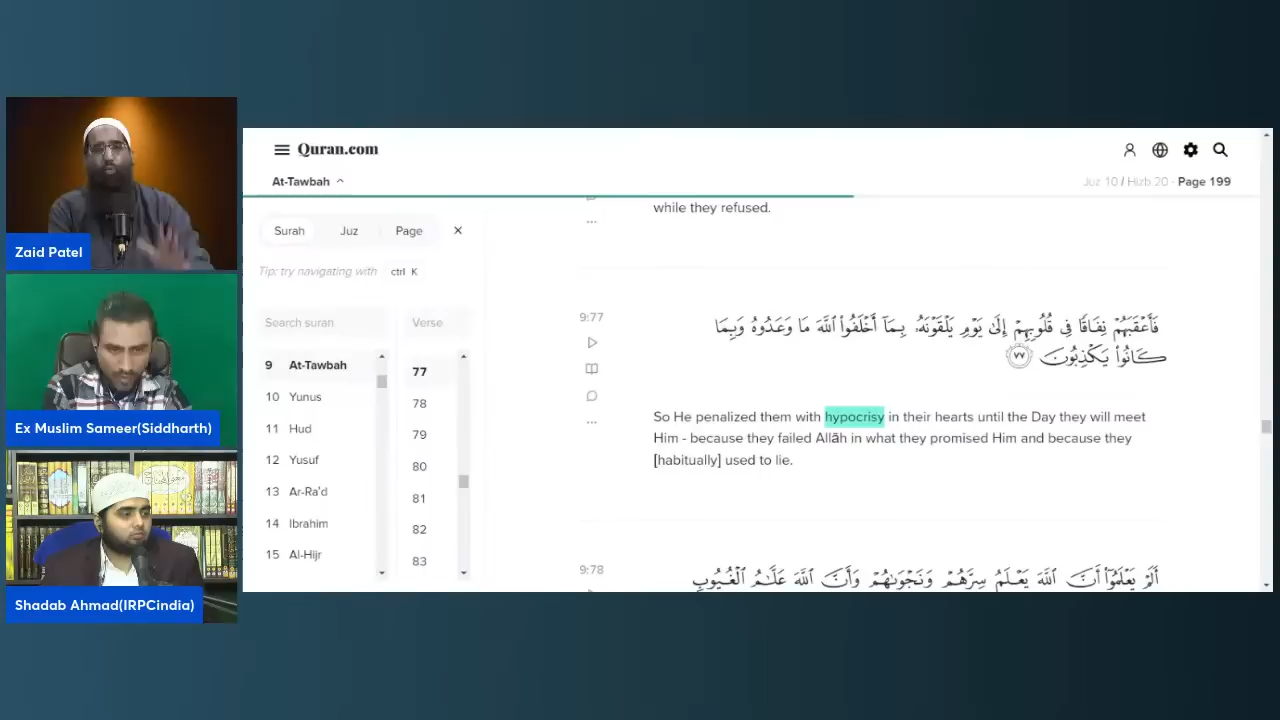 Zaid Patel
Ex Muslim Sameer(Siddharth)
Shadab Ahmad(IRPCindia)
Quran.com
At-Tawbah
Juz 10 / Hizb 20 - Page 199
Surah Juz Page
Tip: try navigating with ctrl K
Search surah
Verse
9 At-Tawbah
10 Yunus
11 Hud
12 Yusuf
13 Ar-Ra'd
14 Ibrahim
15 Al-Hijr
77
78
79
80
81
82
83
while they refused.
9:77
فَأَعْقَبَهُمْ نِفَاقًا فِي قُلُوبِهِمْ إِلَىٰ يَوْمِ يَلْقَوْنَهُۥ بِمَآ أَخْلَفُوا۟ ٱللَّهَ مَا وَعَدُوهُ وَبِمَا
كَانُوا۟ يَكْذِبُونَ ٧٧
So He penalized them with hypocrisy in their hearts until the Day they will meet
Him - because they failed Allāh in what they promised Him and because they
[habitually] used to lie.
9:78
أَلَمْ يَعْلَمُوٓا۟ أَنَّ ٱللَّهَ يَعْلَمُ سِرَّهُمْ وَنَجْوَىٰهُمْ وَأَنَّ ٱللَّهَ عَلَّـٰمُ ٱلْغُيُوبِ